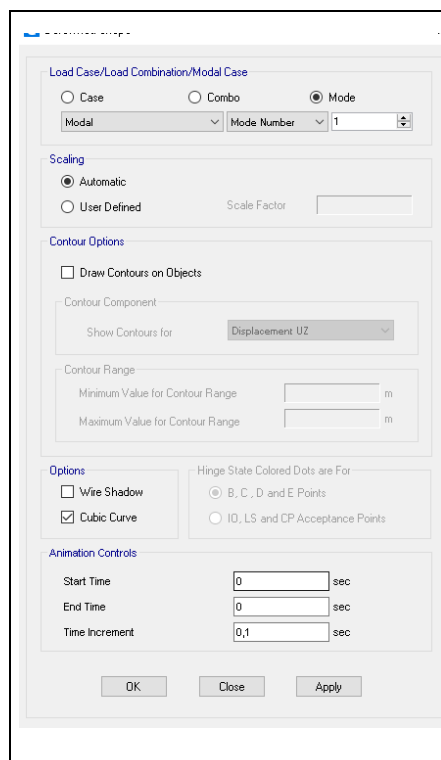 Load Case/Load Combination/Modal Case
Case Combo Mode
Modal Mode Number 1
Scaling
Automatic
User Defined Scale Factor
Contour Options
Draw Contours on Objects
Contour Component
Show Contours for Displacement UZ
Contour Range
Minimum Value for Contour Range m
Maximum Value for Contour Range m
Options Hinge State Colored Dots are For
Wire Shadow B, C , D and E Points
Cubic Curve IO, LS and CP Acceptance Points
Animation Controls
Start Time 0 sec
End Time 0 sec
Time Increment 0,1 sec
OK Close Apply